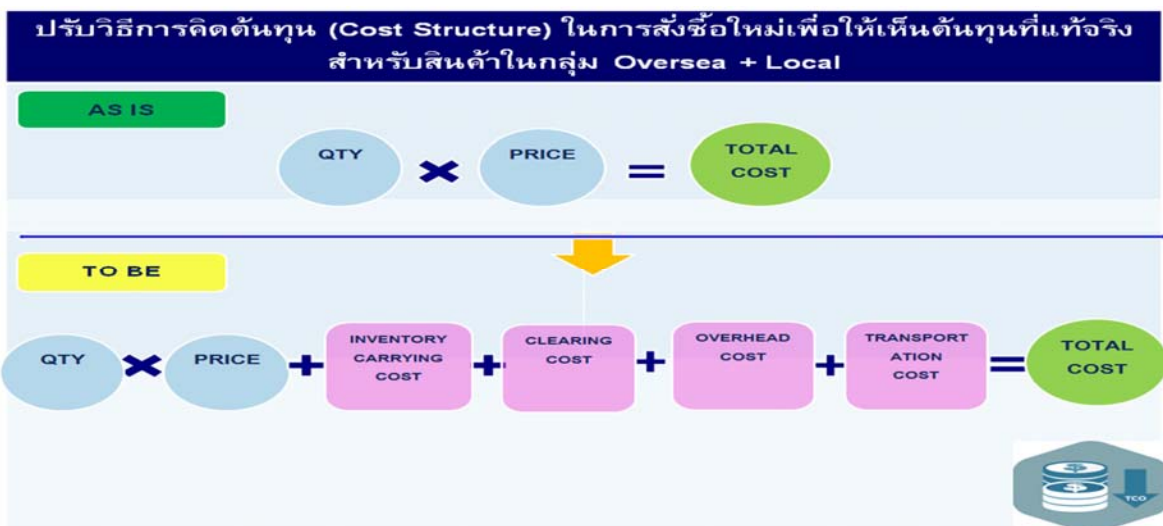 ปรับวิธีการคิดต้นทุน (Cost Structure) ในการสั่งซื้อใหม่เพื่อให้เห็นต้นทุนที่แท้จริง
สำหรับสินค้าในกลุ่ม Oversea + Local
AS IS
QTY × PRICE = TOTAL
COST
TO BE
QTY × PRICE + INVENTORY
CARRYING
COST
+ CLEARING
COST
+ OVERHEAD
COST
+ TRANSPORT
ATION
COST
= TOTAL
COST
TCO